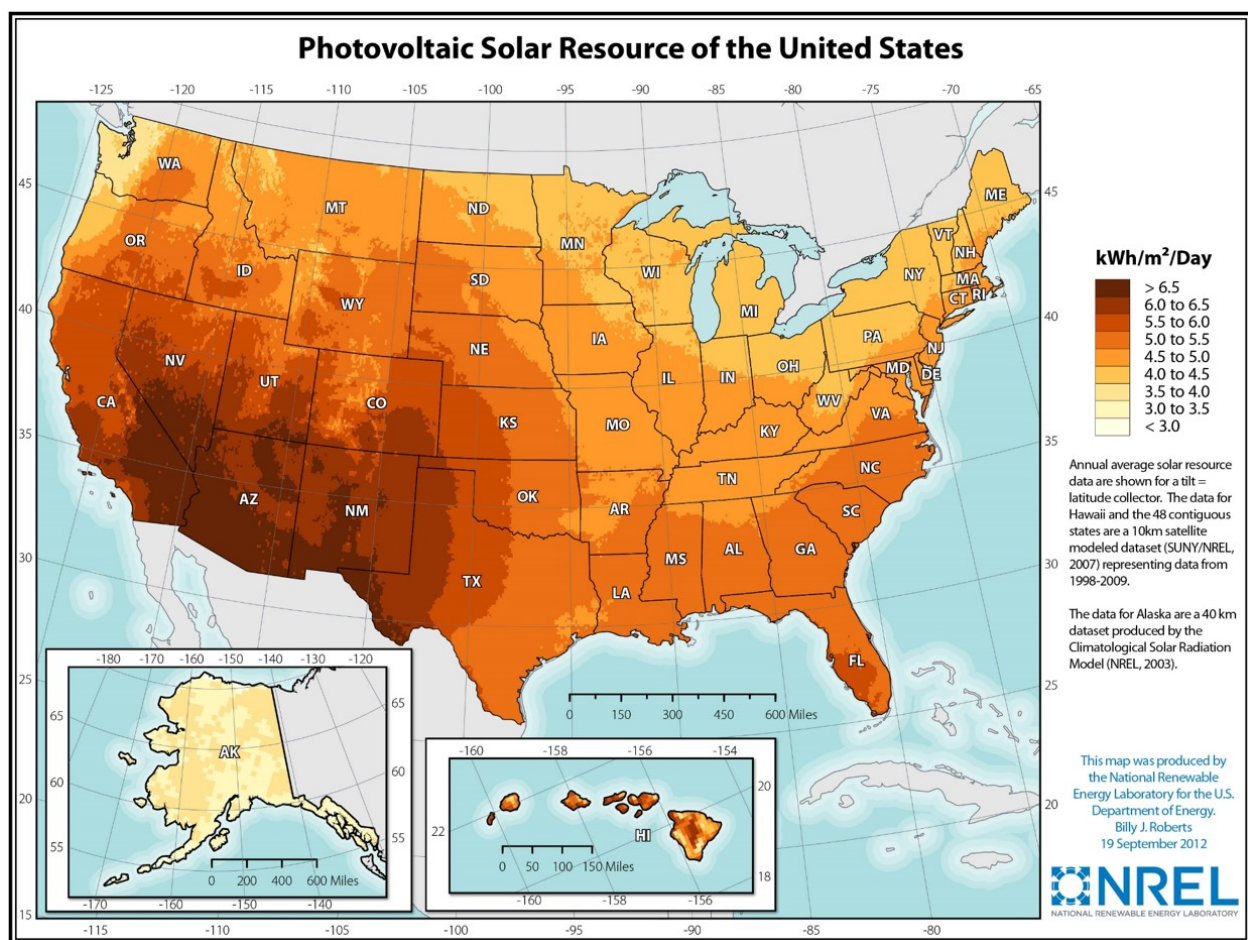 Photovoltaic Solar Resource of the United States
-125 -120 -115 -110 -105 -100 -95 -90 -85 -80 -75 -70 -65
45
40
35
30
25
20
15
45
40
35
30
25
20
WA
MT
ND
MN
ME
OR
ID
WY
SD
WI
MI
NY
VT
NH
MA
CT
RI
NV
UT
CO
NE
IA
IL
IN
OH
PA
NJ
MD
DE
CA
KS
MO
KY
WV
VA
AZ
NM
OK
AR
TN
NC
TX
LA
MS
AL
GA
SC
FL
0 150 300 450 600 Miles
-180 -170 -160 -150 -140 -130 -120
65
60
55
65
60
55
AK
0 200 400 600 Miles
-170 -160 -150 -140
-160 -158 -156 -154
22
20
18
HI
0 50 100 150 Miles
-160 -158 -156
-115 -110 -105 -100 -95 -90 -85 -80
kWh/m²/Day
> 6.5
6.0 to 6.5
5.5 to 6.0
5.0 to 5.5
4.5 to 5.0
4.0 to 4.5
3.5 to 4.0
3.0 to 3.5
< 3.0
Annual average solar resource
data are shown for a tilt =
latitude collector. The data for
Hawaii and the 48 contiguous
states are a 10km satellite
modeled dataset (SUNY/NREL,
2007) representing data from
1998-2009.
The data for Alaska are a 40 km
dataset produced by the
Climatological Solar Radiation
Model (NREL, 2003).
This map was produced by
the National Renewable
Energy Laboratory for the U.S.
Department of Energy.
Billy J. Roberts
19 September 2012
NREL
NATIONAL RENEWABLE ENERGY LABORATORY